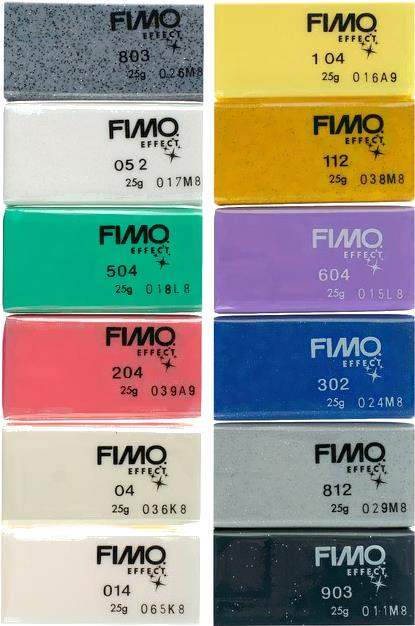 FIMO
EFFECT
803
25g 026M8
FIMO
EFFECT
052
25g 017M8
FIMO
EFFECT
504
25g 018L8
FIMO
EFFECT
204
25g 039A9
FIMO
EFFECT
04
25g 036K8
FIMO
EFFECT
014
25g 065K8
FIMO
EFFECT
104
25g 016A9
FIMO
EFFECT
112
25g 038M8
FIMO
EFFECT
604
25g 015L8
FIMO
EFFECT
302
25g 024M8
FIMO
EFFECT
812
25g 029M8
FIMO
EFFECT
903
25g 011M8